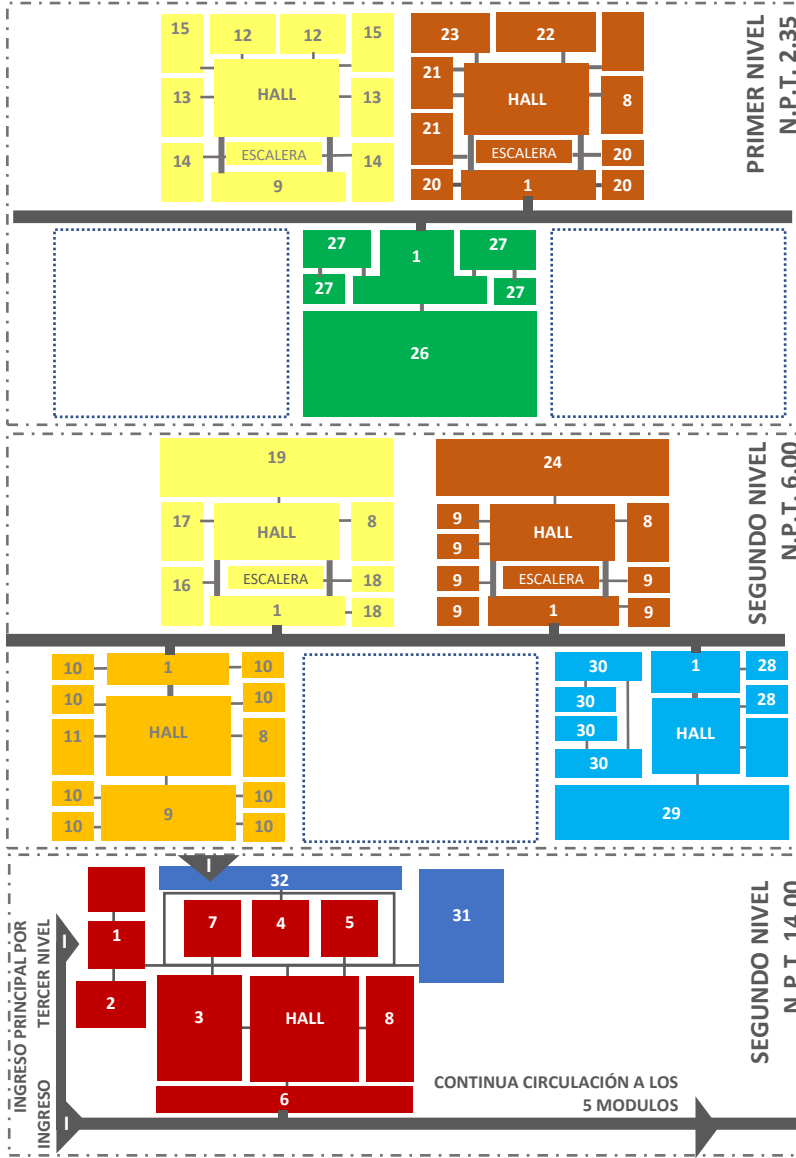 15
12
12
15
13
HALL
13
14
ESCALERA
14
9
23
22
21
HALL
8
21
ESCALERA
20
20
1
20
PRIMER NIVEL
N.P.T. 2.35
27
1
27
27
27
26
19
17
HALL
8
16
ESCALERA
18
1
18
24
9
HALL
8
9
9
ESCALERA
9
9
1
9
SEGUNDO NIVEL
N.P.T. 6.00
10
1
10
10
10
11
HALL
8
10
9
10
10
10
30
1
28
28
30
30
HALL
30
29
I
32
31
1
7
4
5
2
3
HALL
8
6
I
INGRESO PRINCIPAL POR
TERCER NIVEL
INGRESO
I
CONTINUA CIRCULACIÓN A LOS
5 MODULOS
SEGUNDO NIVEL
N.P.T. 14.00